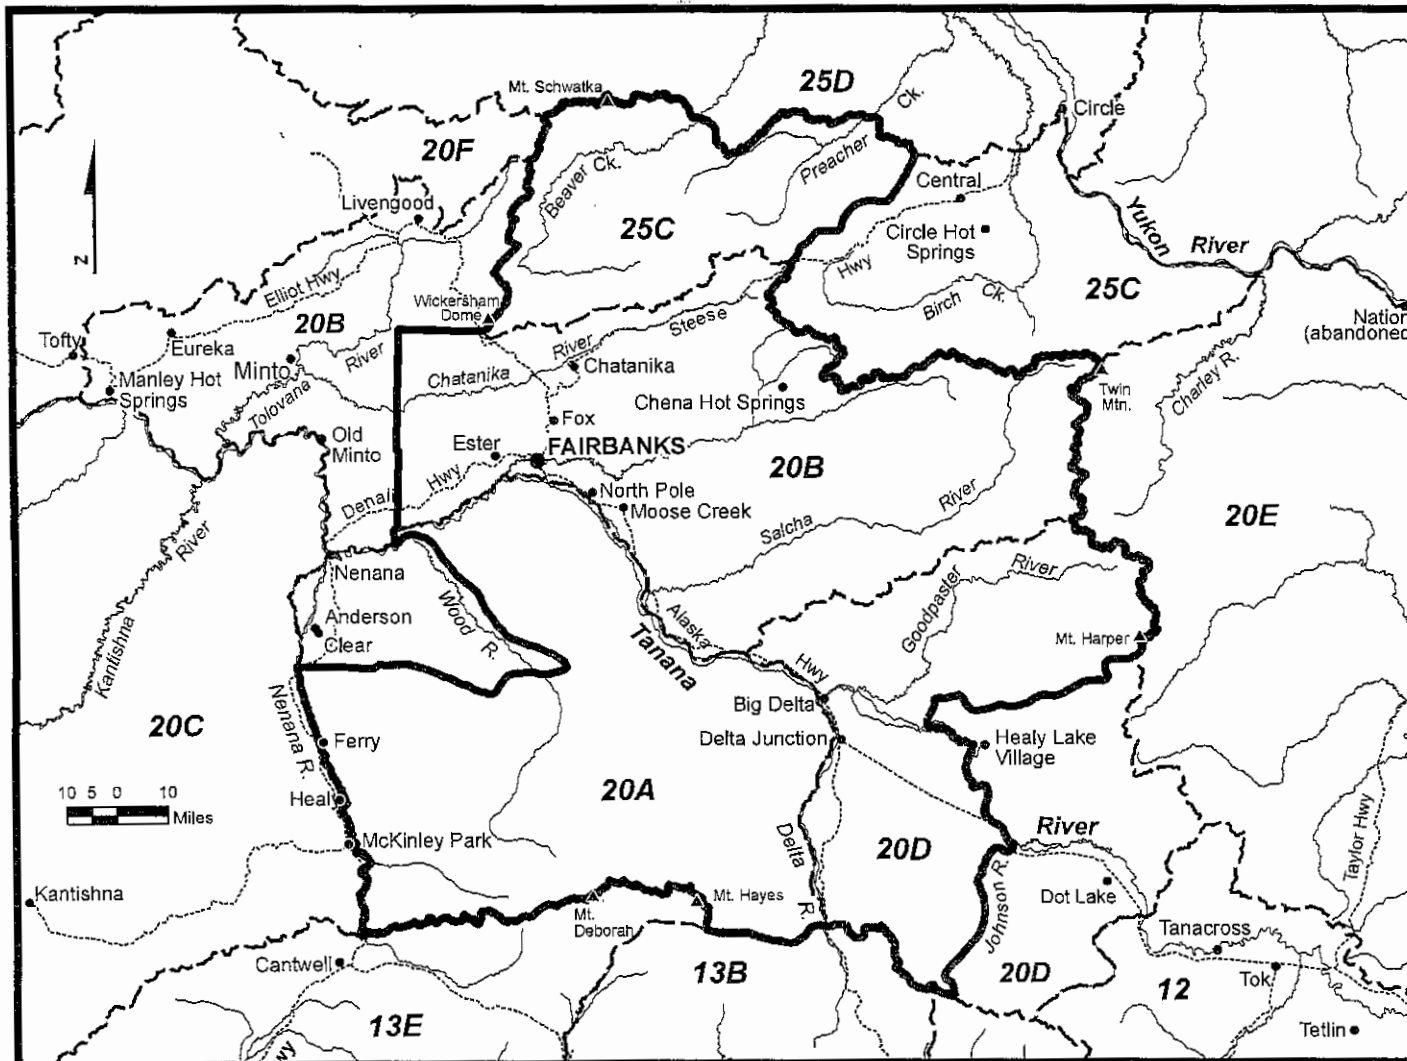 25D
Mt. Schwatka
Ck.
Circle
20F
Preacher
Beaver Ck.
Central
Livengood
25C
Circle Hot
Springs
Yukon
River
N
Hwy
Elliot Hwy
Wickersham
Dome
Birch Ck.
25C
Nation
(abandoned
20B
Steese
Tofty
Eureka
River
River
Chatanika
Chatanika
Minto
Manley Hot
Springs
Tolovana
Twin
Mtn.
Charley R.
Chena Hot Springs
Fox
Old
Minto
Ester
FAIRBANKS
20B
Denali
Hwy
North Pole
Moose Creek
River
Salcha
20E
River
Nenana
Wood
R.
Goodpaster
River
Anderson
Clear
Alaska
Hwy
Tanana
Mt. Harper
Kantishna
Nenana R.
Big Delta
20C
Ferry
Delta Junction
Healy Lake
Village
10 5 0 10
Miles
Healy
20A
River
Taylor Hwy
McKinley Park
Delta
R.
20D
Johnson R.
Dot Lake
Kantishna
Mt.
Deborah
Mt. Hayes
Tanacross
Cantwell
13B
20D
12
Tok
13E
Hwy
Tetlin